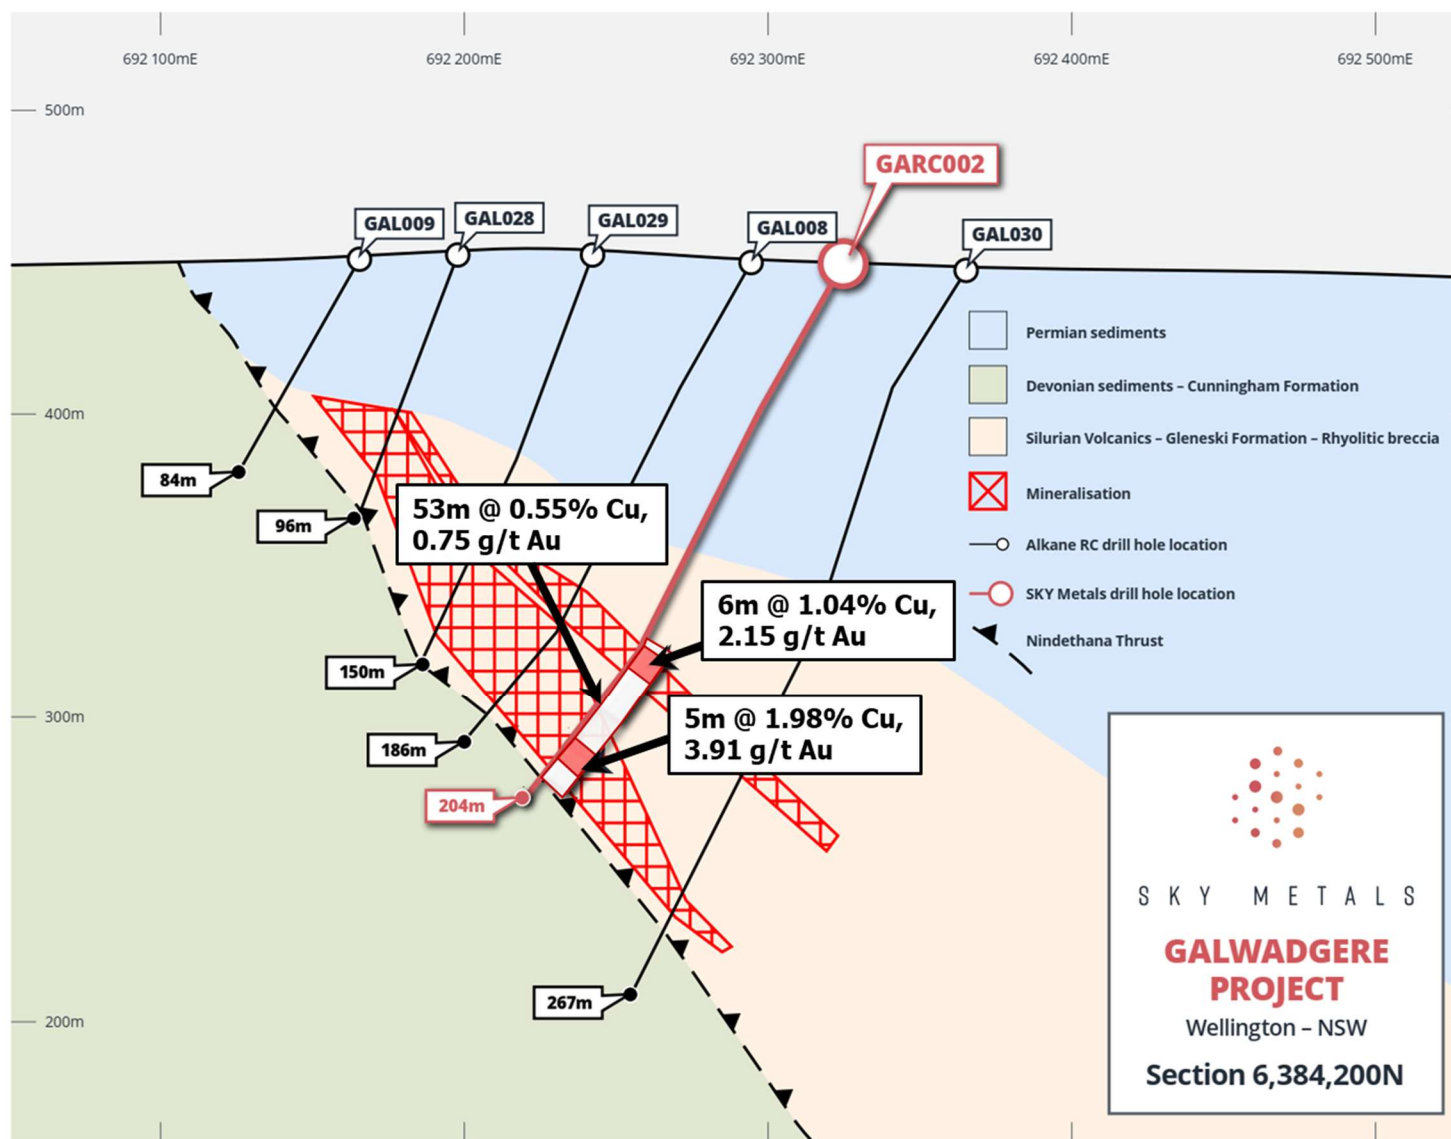 692 100mE
692 200mE
692 300mE
692 400mE
692 500mE
500m
GARC002
GAL009
GAL028
GAL029
GAL008
GAL030
Permian sediments
Devonian sediments – Cunningham Formation
400m
Silurian Volcanics – Gleneski Formation – Rhyolitic breccia
84m
Mineralisation
53m @ 0.55% Cu,
0.75 g/t Au
96m
Alkane RC drill hole location
6m @ 1.04% Cu,
2.15 g/t Au
SKY Metals drill hole location
Nindethana Thrust
150m
300m
5m @ 1.98% Cu,
3.91 g/t Au
186m
204m
SKY METALS
GALWADGERE
PROJECT
Wellington – NSW
Section 6,384,200N
267m
200m